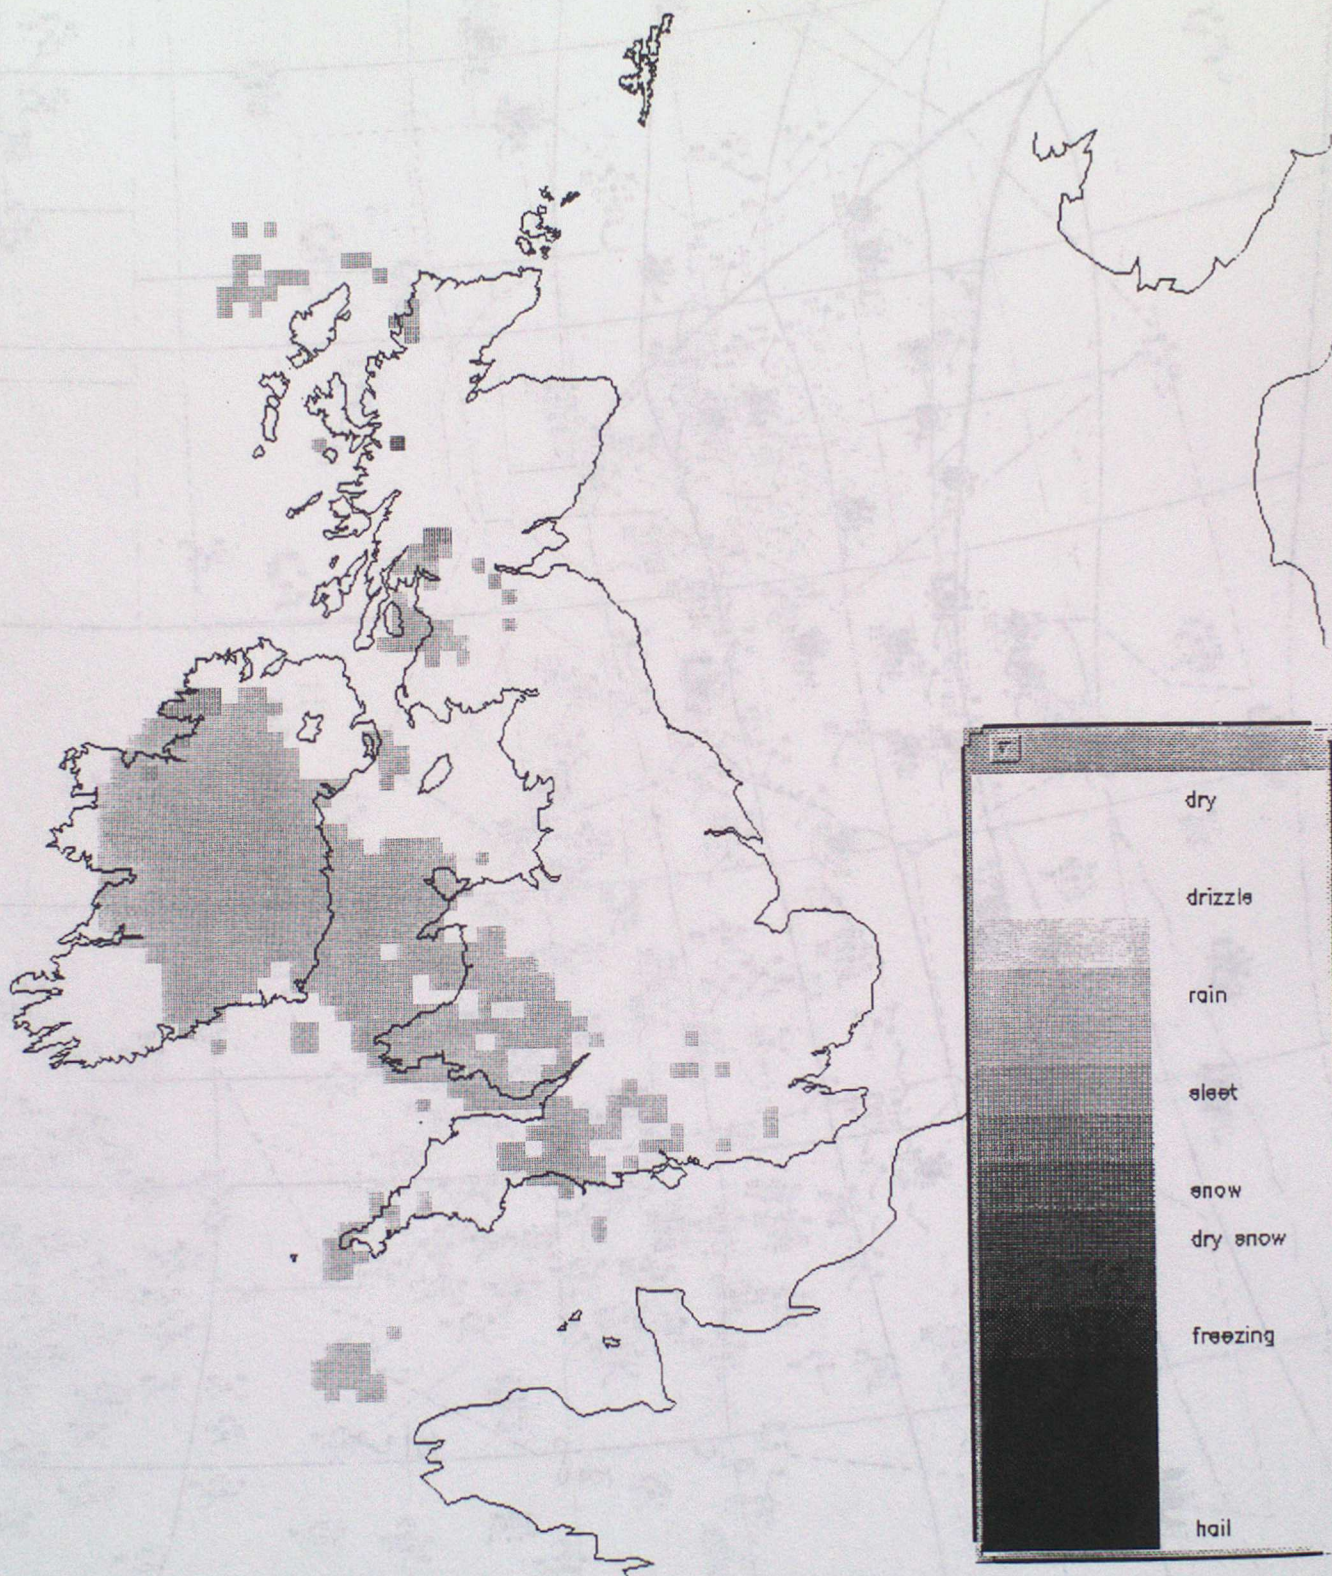 dry
drizzle
rain
sleet
snow
dry snow
freezing
hail